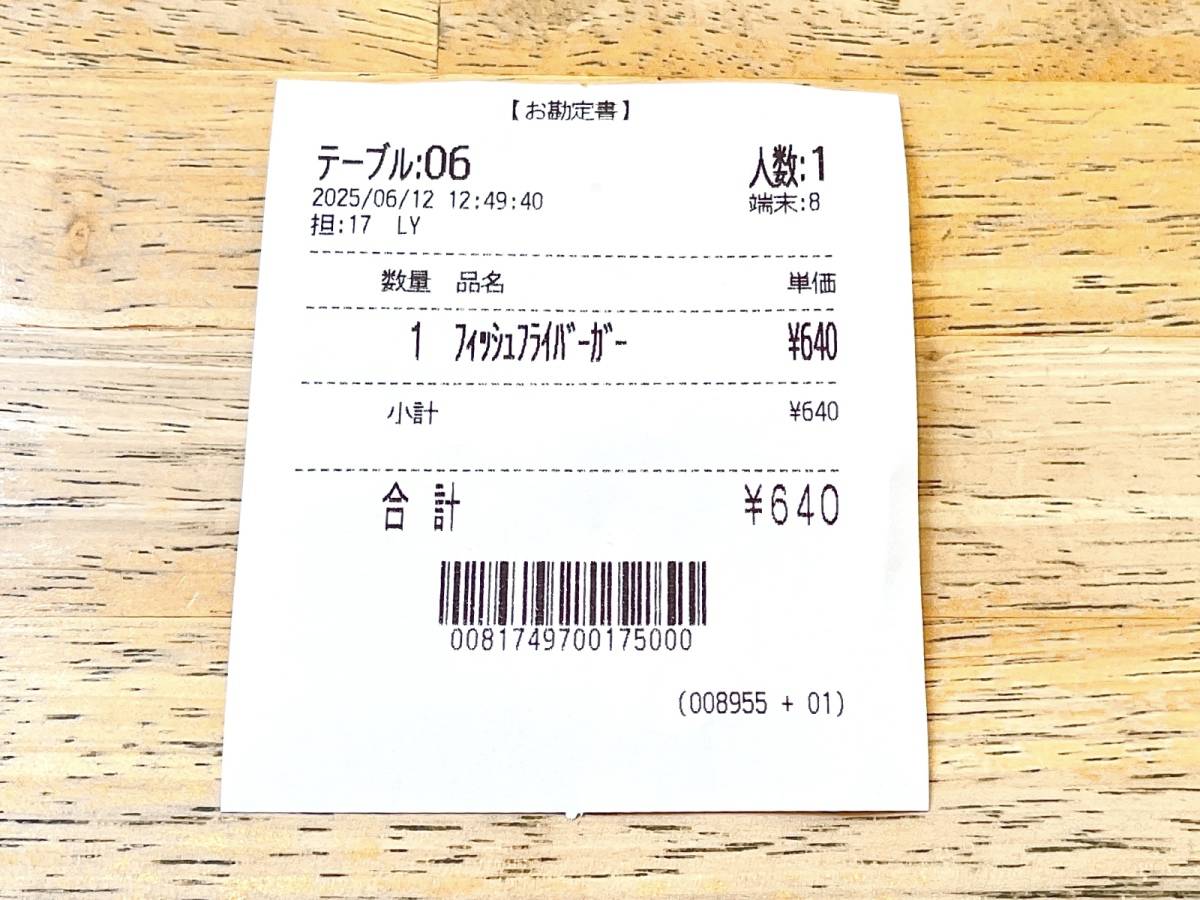 【お勘定書】
テーブル:06 人数:1
2025/06/12 12:49:40 端末:8
担:17 LY
数量 品名 単価
1 フィッシュフライバーガー ¥640
小計 ¥640
合計 ¥640
0081749700175000
(008955 + 01)